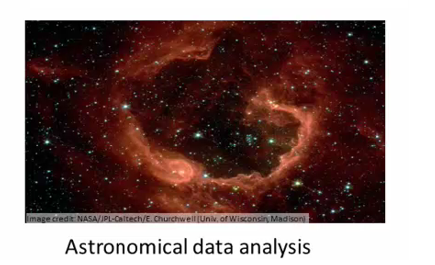 Image credit: NASA/JPL-Caltech/E. Churchwell (Univ. of Wisconsin, Madison)
Astronomical data analysis